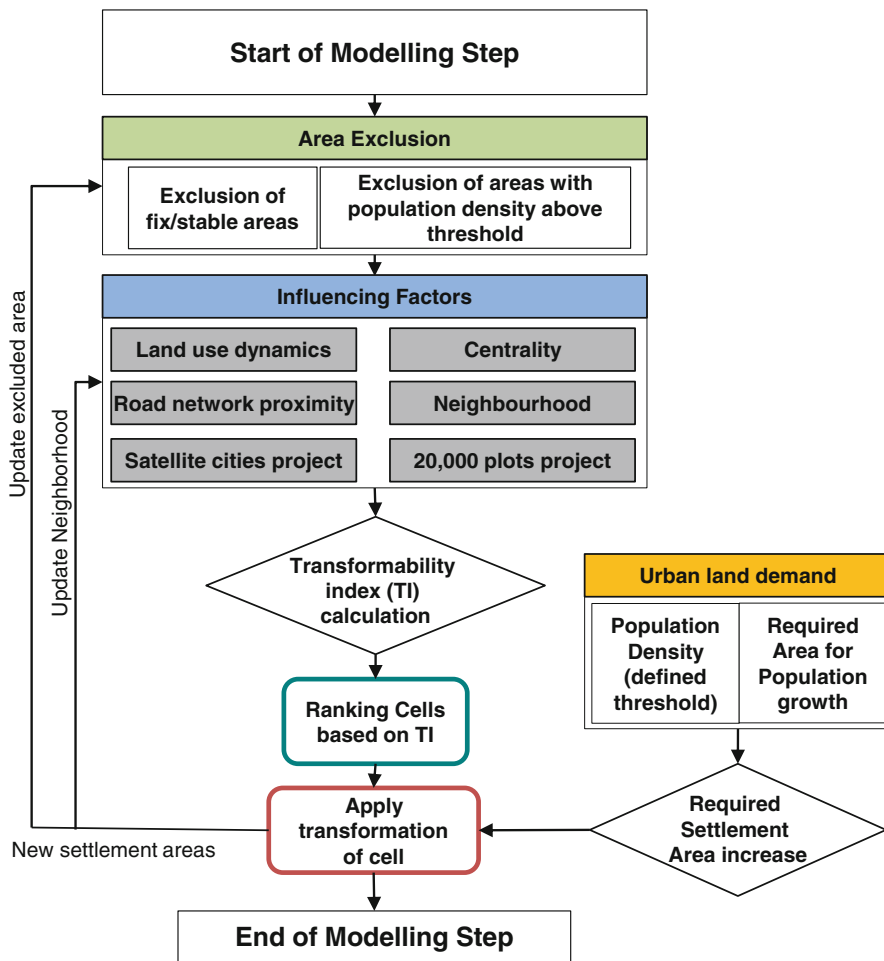 Start of Modelling Step
Area Exclusion
Exclusion of
fix/stable areas
Exclusion of areas with
population density above
threshold
Influencing Factors
Land use dynamics
Centrality
Road network proximity
Neighbourhood
Satellite cities project
20,000 plots project
Update excluded area
Update Neighborhood
Transformability
index (TI)
calculation
Urban land demand
Population
Density
(defined
threshold)
Required
Area for
Population
growth
Ranking Cells
based on TI
Apply
transformation
of cell
Required
Settlement
Area increase
New settlement areas
End of Modelling Step